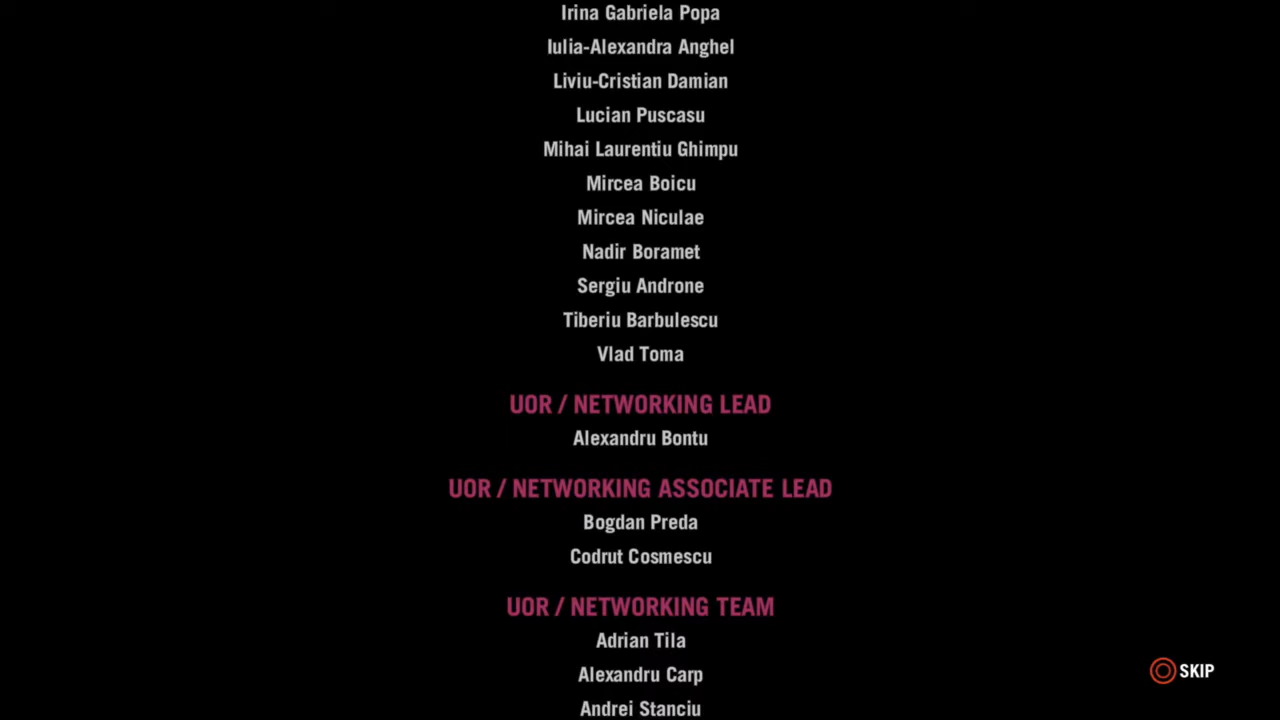 Irina Gabriela Popa
Iulia-Alexandra Anghel
Liviu-Cristian Damian
Lucian Puscasu
Mihai Laurentiu Ghimpu
Mircea Boicu
Mircea Niculae
Nadir Boramet
Sergiu Androne
Tiberiu Barbulescu
Vlad Toma
UOR / NETWORKING LEAD
Alexandru Bontu
UOR / NETWORKING ASSOCIATE LEAD
Bogdan Preda
Codrut Cosmescu
UOR / NETWORKING TEAM
Adrian Tila
Alexandru Carp
Andrei Stanciu
SKIP